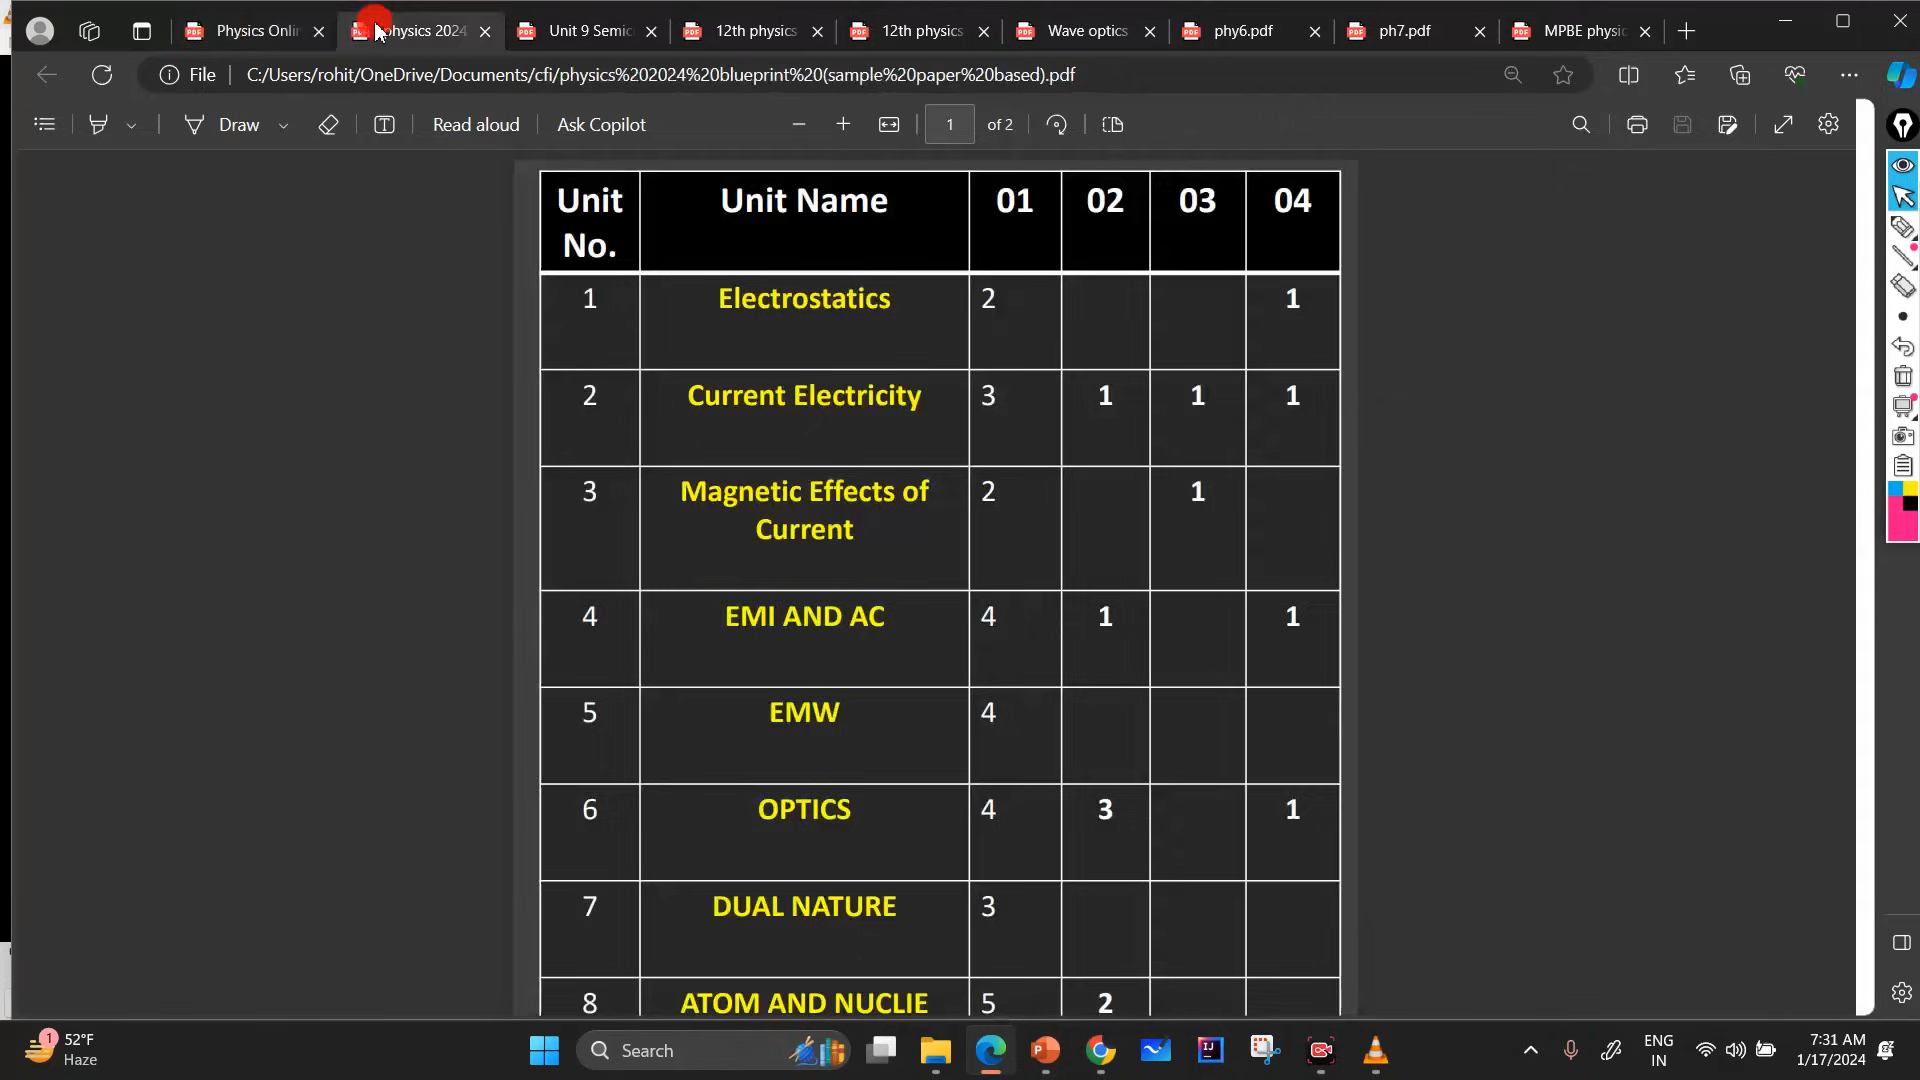 Physics Onli
physics 2024
Unit 9 Semic
12th physics
12th physics
Wave optics
phy6.pdf
ph7.pdf
MPBE physic
File
C:/Users/rohit/OneDrive/Documents/cfi/physics%202024%20blueprint%20(sample%20paper%20based).pdf
Draw
Read aloud
Ask Copilot
1
of 2
Unit No. Unit Name 01 02 03 04
1 Electrostatics 2 1
2 Current Electricity 3 1 1 1
3 Magnetic Effects of Current 2 1
4 EMI AND AC 4 1 1
5 EMW 4
6 OPTICS 4 3 1
7 DUAL NATURE 3
8 ATOM AND NUCLIE 5 2
1
52°F
Haze
Search
ENG
IN
7:31 AM
1/17/2024